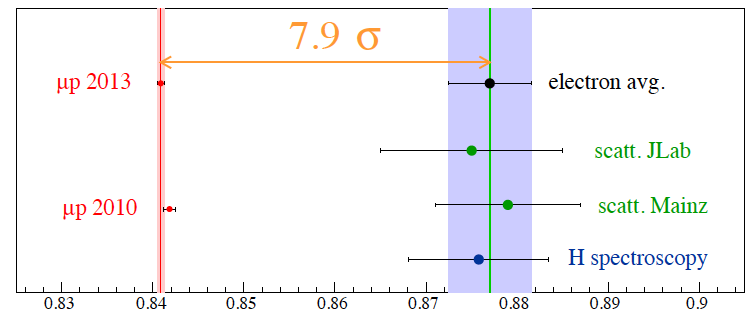 7.9 σ
μp 2013
electron avg.
scatt. JLab
μp 2010
scatt. Mainz
H spectroscopy
0.83 0.84 0.85 0.86 0.87 0.88 0.89 0.9